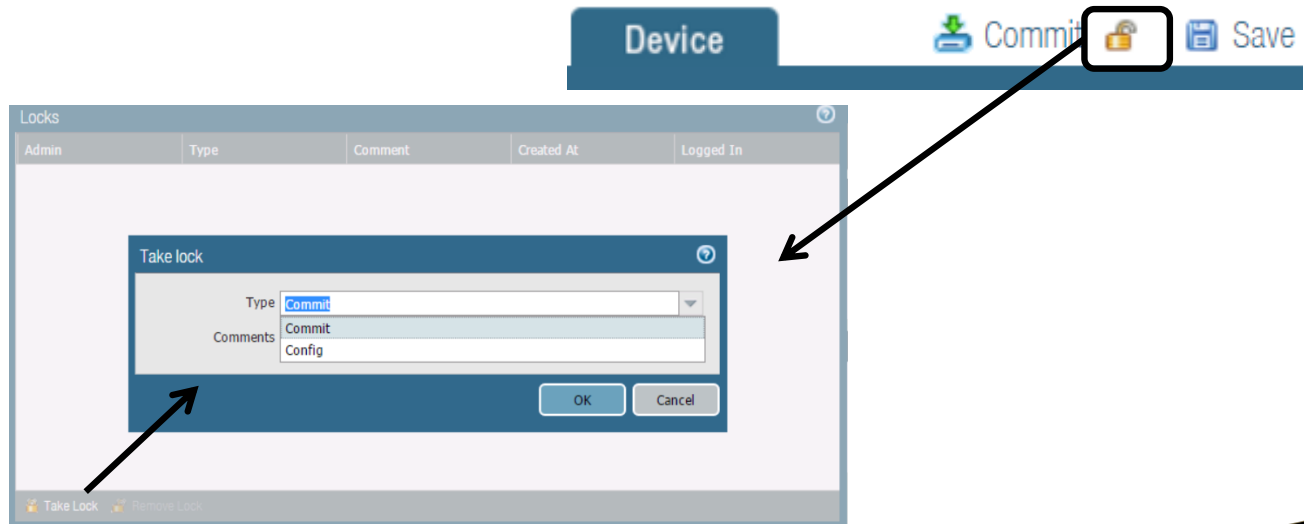 Device Commit Save
Locks
Admin Type Comment Created At Logged In
Take lock
Type Commit
Commit
Comments
Config
OK Cancel
Take Lock Remove Lock